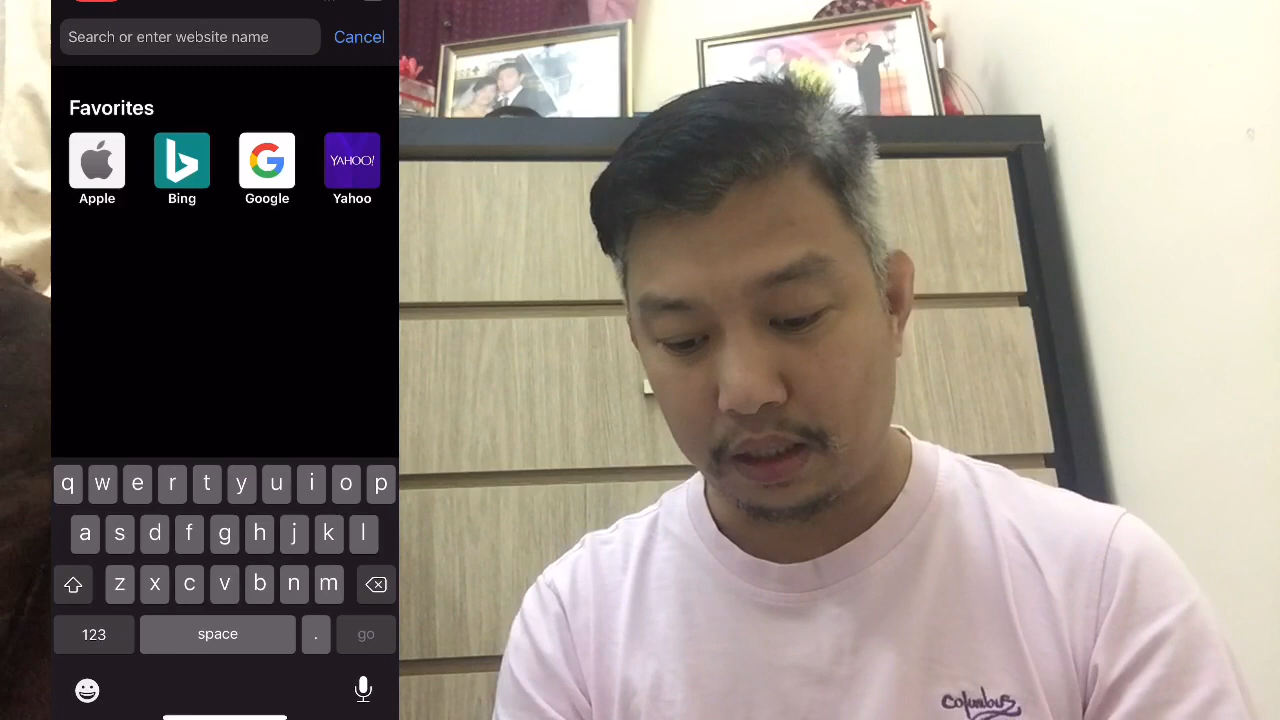 Search or enter website name Cancel
Favorites
YAHOO!
Apple Bing Google Yahoo
q w e r t y u i o p
a s d f g h j k l
z x c v b n m
123 space . go
Columbus